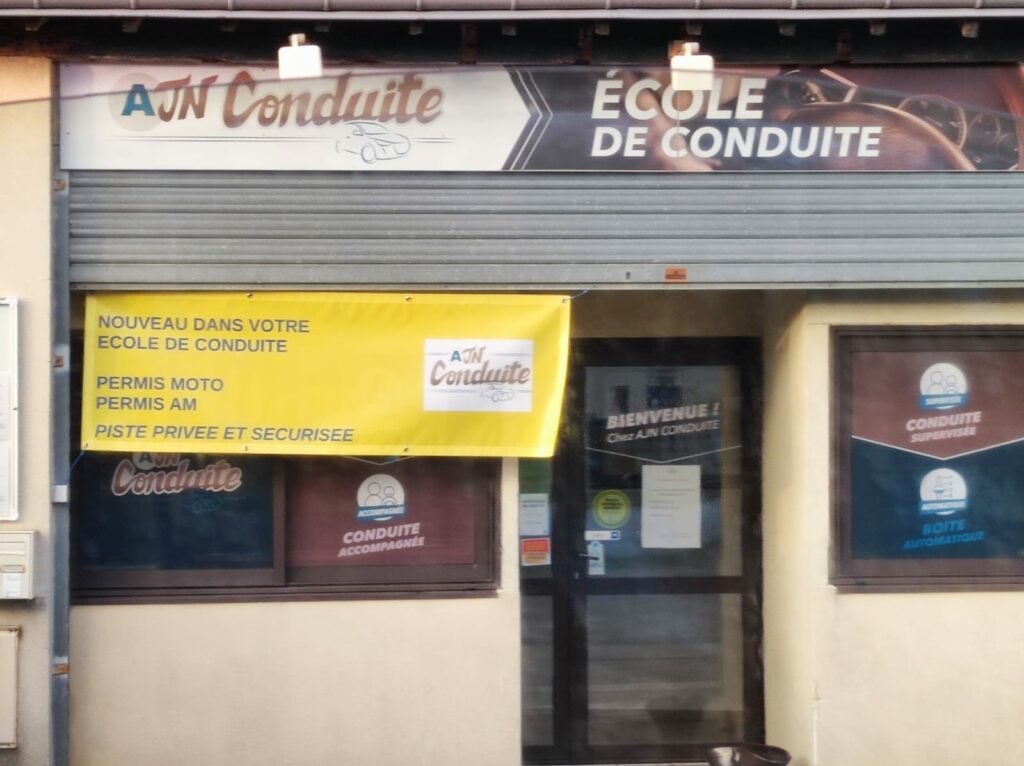 AJN Conduite
ÉCOLE
DE CONDUITE
NOUVEAU DANS VOTRE
ECOLE DE CONDUITE
PERMIS MOTO
PERMIS AM
PISTE PRIVEE ET SECURISEE
AJN
Conduite
AJN
Conduite
ACCOMPAGNÉE
CONDUITE
ACCOMPAGNÉE
BIENVENUE !
Chez AJN CONDUITE
SUPERVISÉE
CONDUITE
SUPERVISÉE
AUTOMATIQUE
BOITE
AUTOMATIQUE